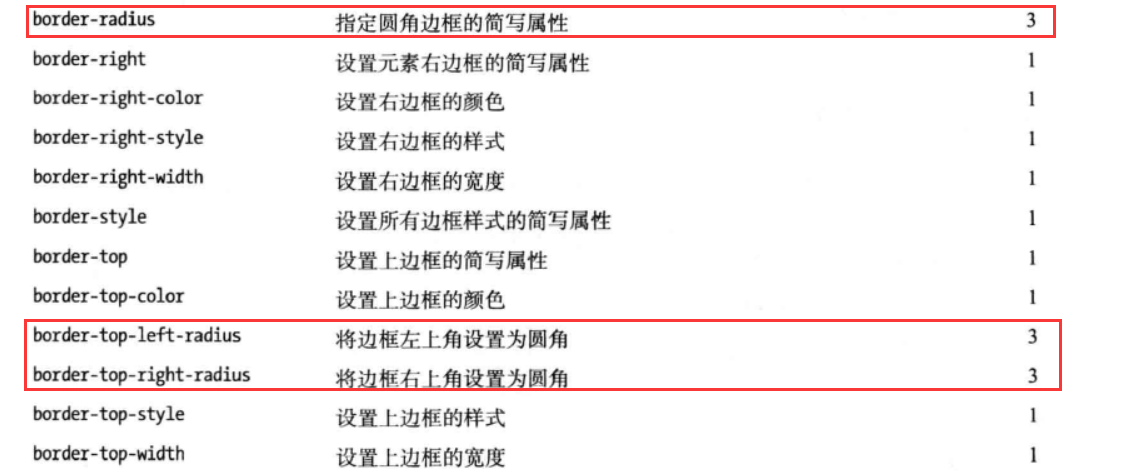 border-radius 指定圆角边框的简写属性 3
border-right 设置元素右边框的简写属性 1
border-right-color 设置右边框的颜色 1
border-right-style 设置右边框的样式 1
border-right-width 设置右边框的宽度 1
border-style 设置所有边框样式的简写属性 1
border-top 设置上边框的简写属性 1
border-top-color 设置上边框的颜色 1
border-top-left-radius 将边框左上角设置为圆角 3
border-top-right-radius 将边框右上角设置为圆角 3
border-top-style 设置上边框的样式 1
border-top-width 设置上边框的宽度 1